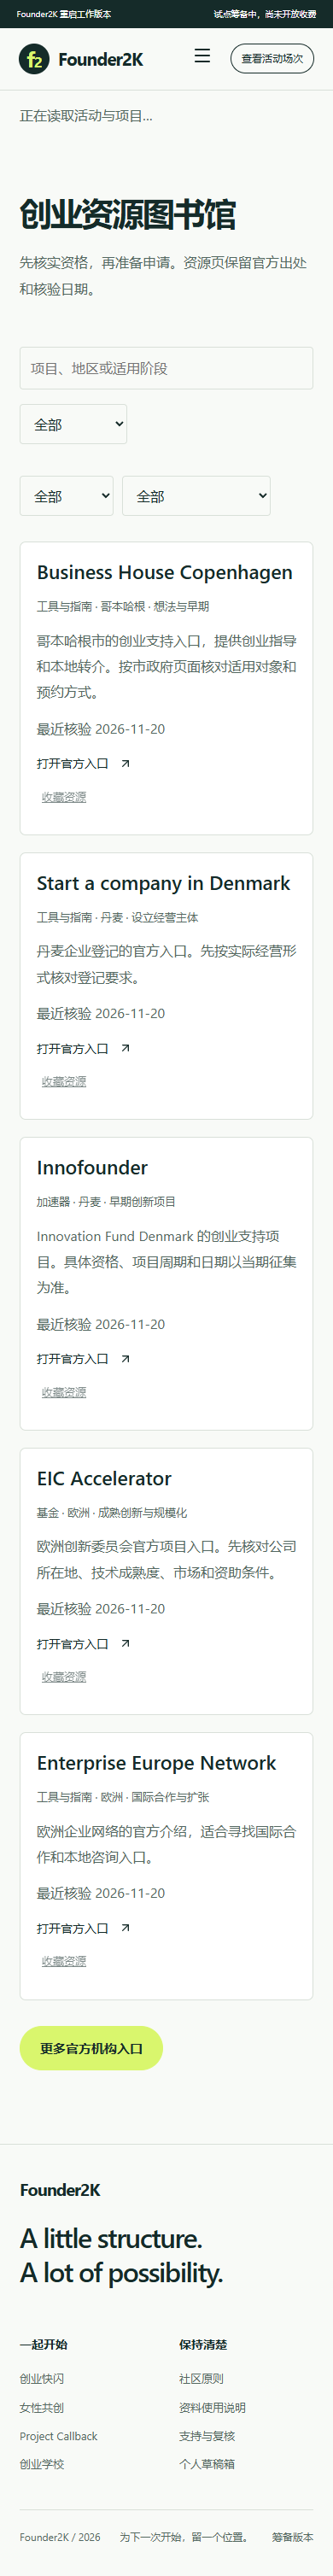 Founder2K 重启工作版本
试点筹备中，尚未开放收费
f2
Founder2K
查看活动场次
正在读取活动与项目...
创业资源图书馆
先核实资格，再准备申请。资源页保留官方出处
和核验日期。
项目、地区或适用阶段
全部
全部
全部
Business House Copenhagen
工具与指南 · 哥本哈根 · 想法与早期
哥本哈根市的创业支持入口，提供创业指导
和本地转介。按市政府页面核对适用对象和
预约方式。
最近核验 2026-11-20
打开官方入口
收藏资源
Start a company in Denmark
工具与指南 · 丹麦 · 设立经营主体
丹麦企业登记的官方入口。先按实际经营形
式核对登记要求。
最近核验 2026-11-20
打开官方入口
收藏资源
Innofounder
加速器 · 丹麦 · 早期创新项目
Innovation Fund Denmark 的创业支持项
目。具体资格、项目周期和日期以当期征集
为准。
最近核验 2026-11-20
打开官方入口
收藏资源
EIC Accelerator
基金 · 欧洲 · 成熟创新与规模化
欧洲创新委员会官方项目入口。先核对公司
所在地、技术成熟度、市场和资助条件。
最近核验 2026-11-20
打开官方入口
收藏资源
Enterprise Europe Network
工具与指南 · 欧洲 · 国际合作与扩张
欧洲企业网络的官方介绍，适合寻找国际合
作和本地咨询入口。
最近核验 2026-11-20
打开官方入口
收藏资源
更多官方机构入口
Founder2K
A little structure.
A lot of possibility.
一起开始
创业快闪
女性共创
Project Callback
创业学校
保持清楚
社区原则
资料使用说明
支持与复核
个人草稿箱
Founder2K / 2026
为下一次开始，留一个位置。
筹备版本